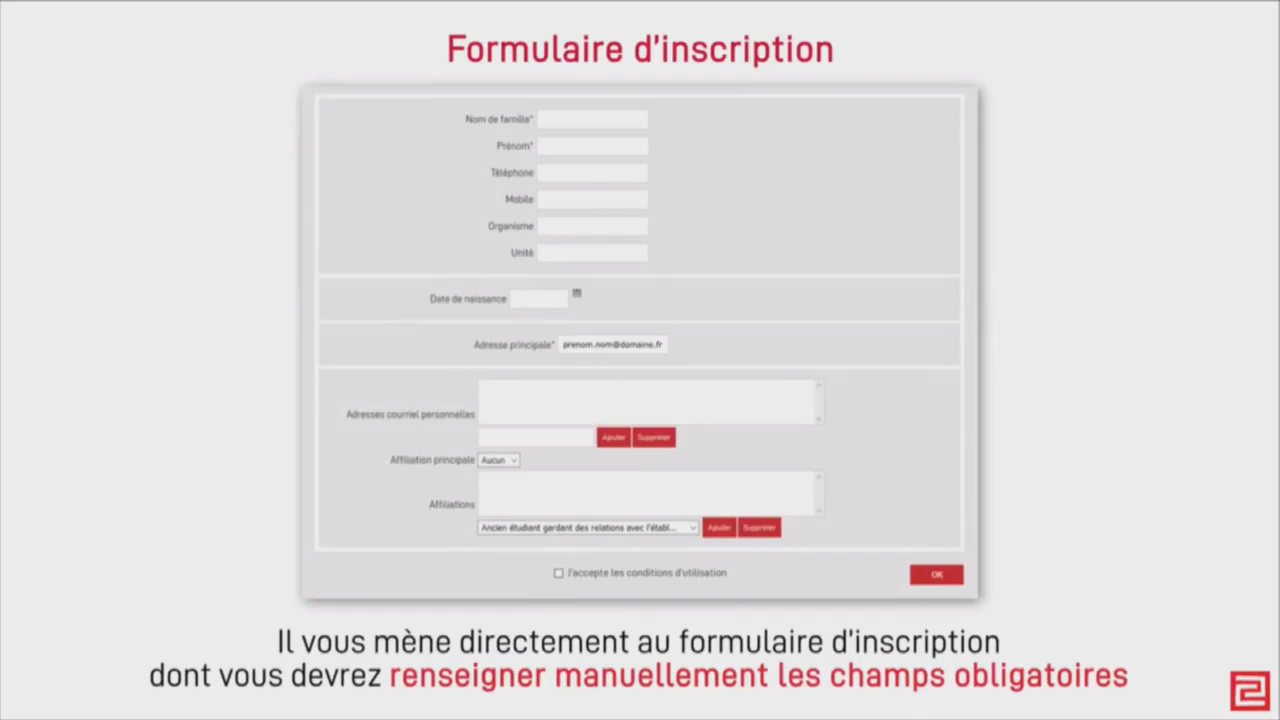 Formulaire d'inscription
Nom de famille*
Prénom*
Téléphone
Mobile
Organisme
Unité
Date de naissance
Adresse principale* prenom.nom@domaine.fr
Adresses courriel personnelles
Ajouter Supprimer
Affiliation principale Aucun
Affiliations
Ancien étudiant gardant des relations avec l'établ... Ajouter Supprimer
J'accepte les conditions d'utilisation
OK
Il vous mène directement au formulaire d'inscription
dont vous devrez renseigner manuellement les champs obligatoires